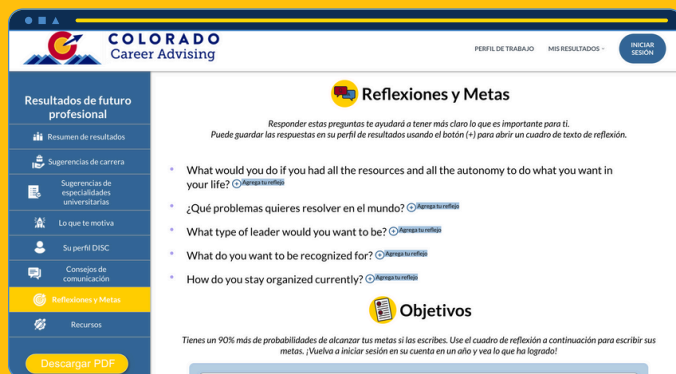 COLORADO
Career Advising
PERFIL DE TRABAJO
MIS RESULTADOS
INICIAR
SESIÓN
Resultados de futuro
profesional
Resumen de resultados
Sugerencias de carrera
Sugerencias de
especialidades
universitarias
Lo que te motiva
Su perfil DISC
Consejos de
comunicación
Reflexiones y Metas
Recursos
Descargar PDF
Reflexiones y Metas
Responder estas preguntas te ayudará a tener más claro lo que es importante para ti.
Puede guardar las respuestas en su perfil de resultados usando el botón (+) para abrir un cuadro de texto de reflexión.
What would you do if you had all the resources and all the autonomy to do what you want in
your life? Agrega tu reflejo
¿Qué problemas quieres resolver en el mundo? Agrega tu reflejo
What type of leader would you want to be? Agrega tu reflejo
What do you want to be recognized for? Agrega tu reflejo
How do you stay organized currently? Agrega tu reflejo
Objetivos
Tienes un 90% más de probabilidades de alcanzar tus metas si las escribes. Use el cuadro de reflexión a continuación para escribir sus
metas. ¡Vuelva a iniciar sesión en su cuenta en un año y vea lo que ha logrado!